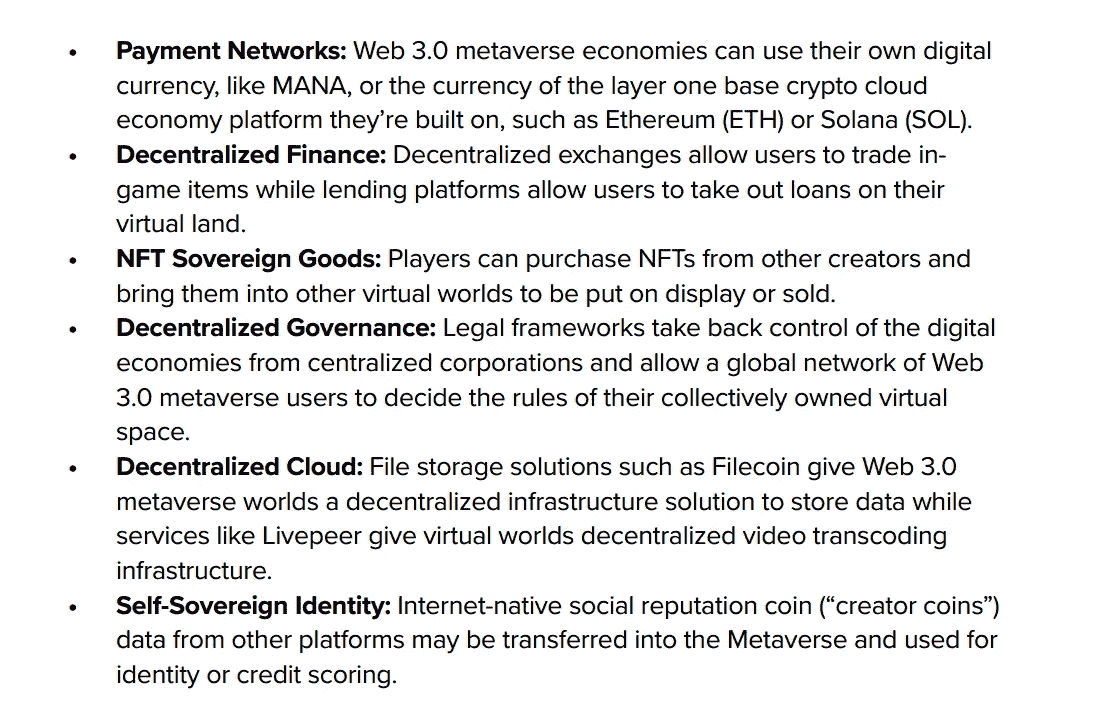 • Payment Networks: Web 3.0 metaverse economies can use their own digital
currency, like MANA, or the currency of the layer one base crypto cloud
economy platform they’re built on, such as Ethereum (ETH) or Solana (SOL).
• Decentralized Finance: Decentralized exchanges allow users to trade in-
game items while lending platforms allow users to take out loans on their
virtual land.
• NFT Sovereign Goods: Players can purchase NFTs from other creators and
bring them into other virtual worlds to be put on display or sold.
• Decentralized Governance: Legal frameworks take back control of the digital
economies from centralized corporations and allow a global network of Web
3.0 metaverse users to decide the rules of their collectively owned virtual
space.
• Decentralized Cloud: File storage solutions such as Filecoin give Web 3.0
metaverse worlds a decentralized infrastructure solution to store data while
services like Livepeer give virtual worlds decentralized video transcoding
infrastructure.
• Self-Sovereign Identity: Internet-native social reputation coin (“creator coins”)
data from other platforms may be transferred into the Metaverse and used for
identity or credit scoring.